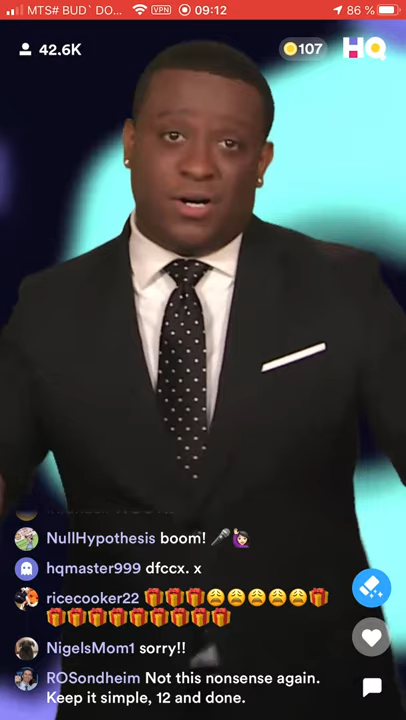 MTS# BUD` DO... VPN 09:12 86 %
42.6K 107 HQ
NullHypothesis boom! 🎤🙋🏻‍♀️
hqmaster999 dfccx. x
ricecooker22 🎁🎁🎁😩😩😩😩😩🎁
🎁🎁🎁🎁🎁🎁🎁🎁🎁
NigelsMom1 sorry!!
ROSondheim Not this nonsense again.
Keep it simple, 12 and done.